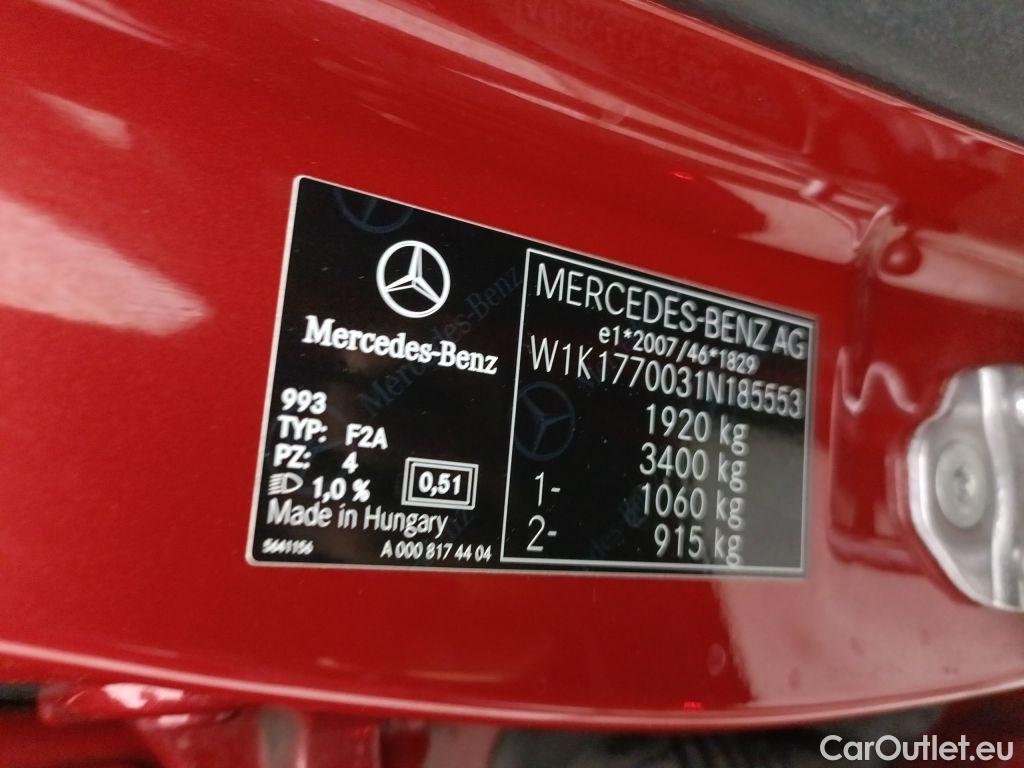 Mercedes-Benz
993
TYP: F2A
PZ: 4
1,0 %
0,51
Made in Hungary
5641156
A 000 817 44 04
MERCEDES-BENZ AG
e1*2007/46*1829
W1K1770031N185553
1920 kg
3400 kg
1- 1060 kg
2- 915 kg
Mercedes-Benz
CarOutlet.eu